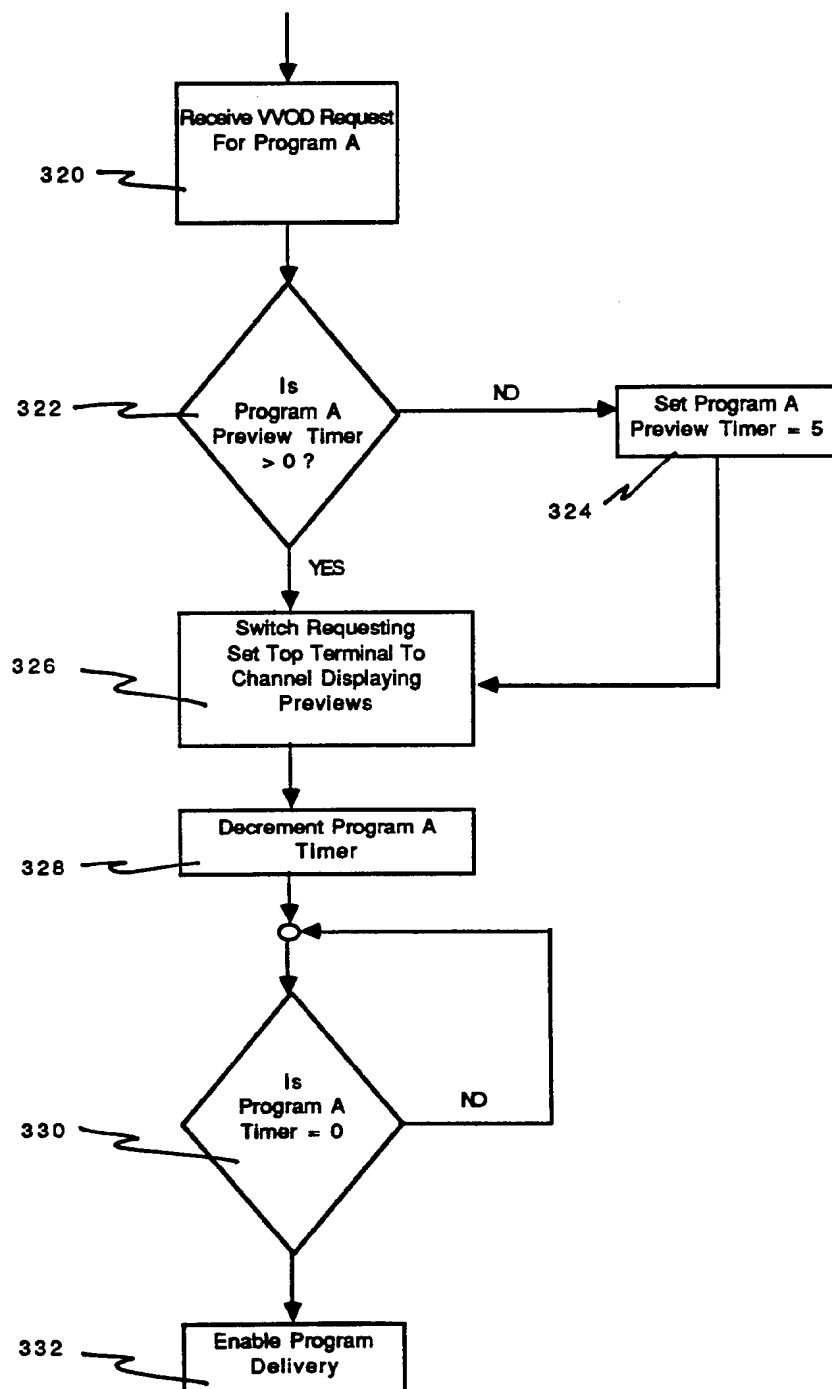 Receive VVOD Request
For Program A
320
Is
Program A
Preview Timer
> 0 ?
322
NO
Set Program A
Preview Timer = 5
324
YES
Switch Requesting
Set Top Terminal To
Channel Displaying
Previews
326
Decrement Program A
Timer
328
Is
Program A
Timer = 0
330
NO
Enable Program
Delivery
332